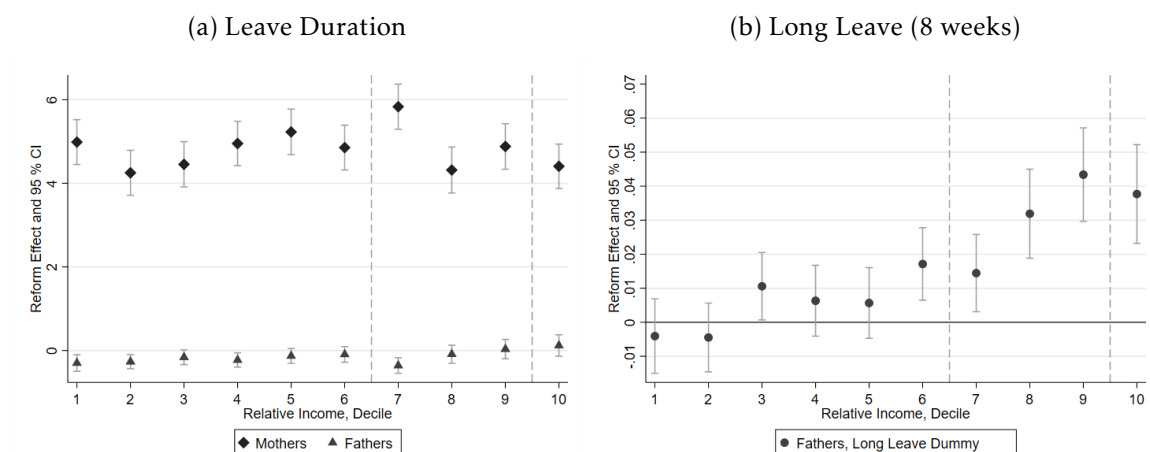 (a) Leave Duration
Reform Effect and 95 % CI
6
4
2
0
1 2 3 4 5 6 7 8 9 10
Relative Income, Decile
Mothers Fathers
(b) Long Leave (8 weeks)
Reform Effect and 95 % CI
.07
.06
.05
.04
.03
.02
.01
0
-.01
1 2 3 4 5 6 7 8 9 10
Relative Income, Decile
Fathers, Long Leave Dummy